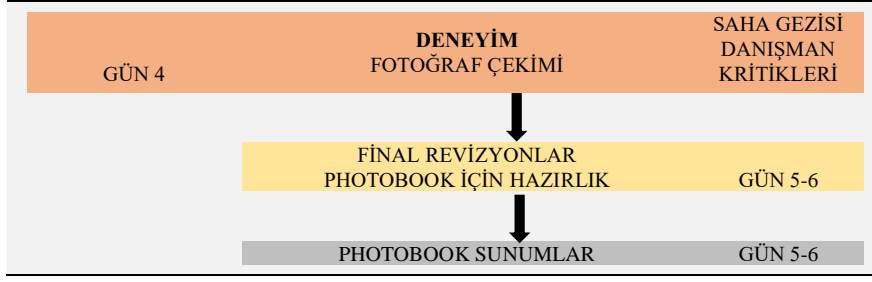 GÜN 4
DENEYİM
FOTOĞRAF ÇEKİMİ
SAHA GEZİSİ
DANIŞMAN
KRİTİKLERİ
FİNAL REVİZYONLAR
PHOTOBOOK İÇİN HAZIRLIK GÜN 5-6
PHOTOBOOK SUNUMLAR GÜN 5-6